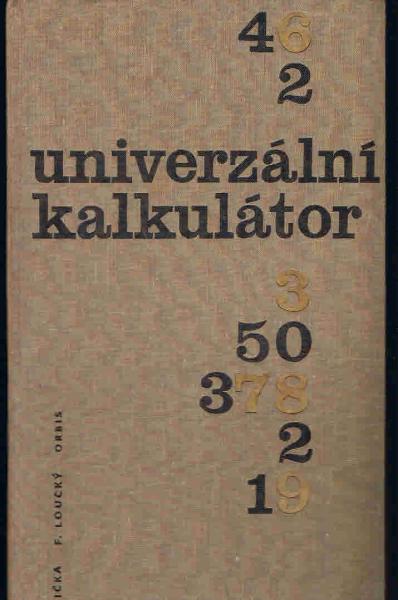 46
2
univerzální
kalkulátor
3
50
378
2
19
F. LOUCKÝ ORBIS